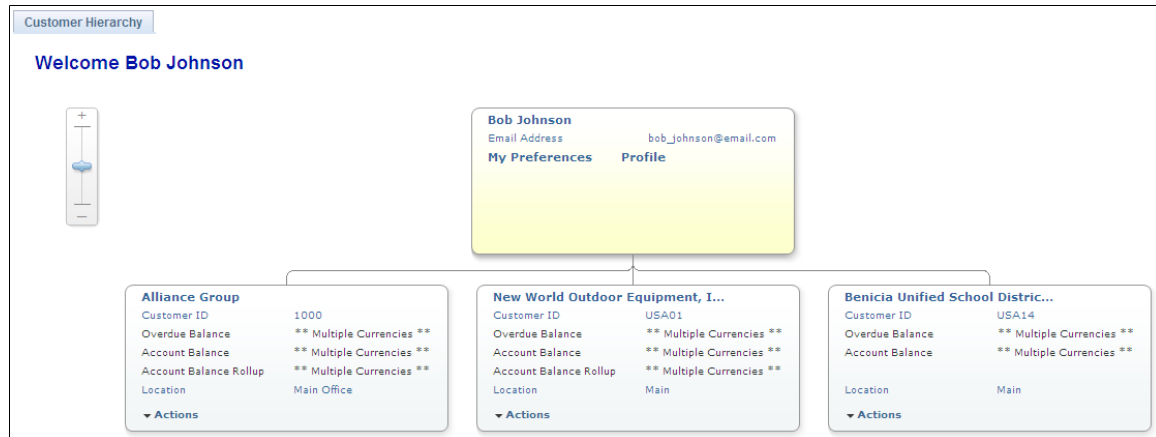 Customer Hierarchy
Welcome Bob Johnson
+
−
Bob Johnson
Email Address bob_johnson@email.com
My Preferences Profile
Alliance Group
Customer ID 1000
Overdue Balance ** Multiple Currencies **
Account Balance ** Multiple Currencies **
Account Balance Rollup ** Multiple Currencies **
Location Main Office
Actions
New World Outdoor Equipment, I...
Customer ID USA01
Overdue Balance ** Multiple Currencies **
Account Balance ** Multiple Currencies **
Account Balance Rollup ** Multiple Currencies **
Location Main
Actions
Benicia Unified School Distric...
Customer ID USA14
Overdue Balance ** Multiple Currencies **
Account Balance ** Multiple Currencies **
Location Main
Actions